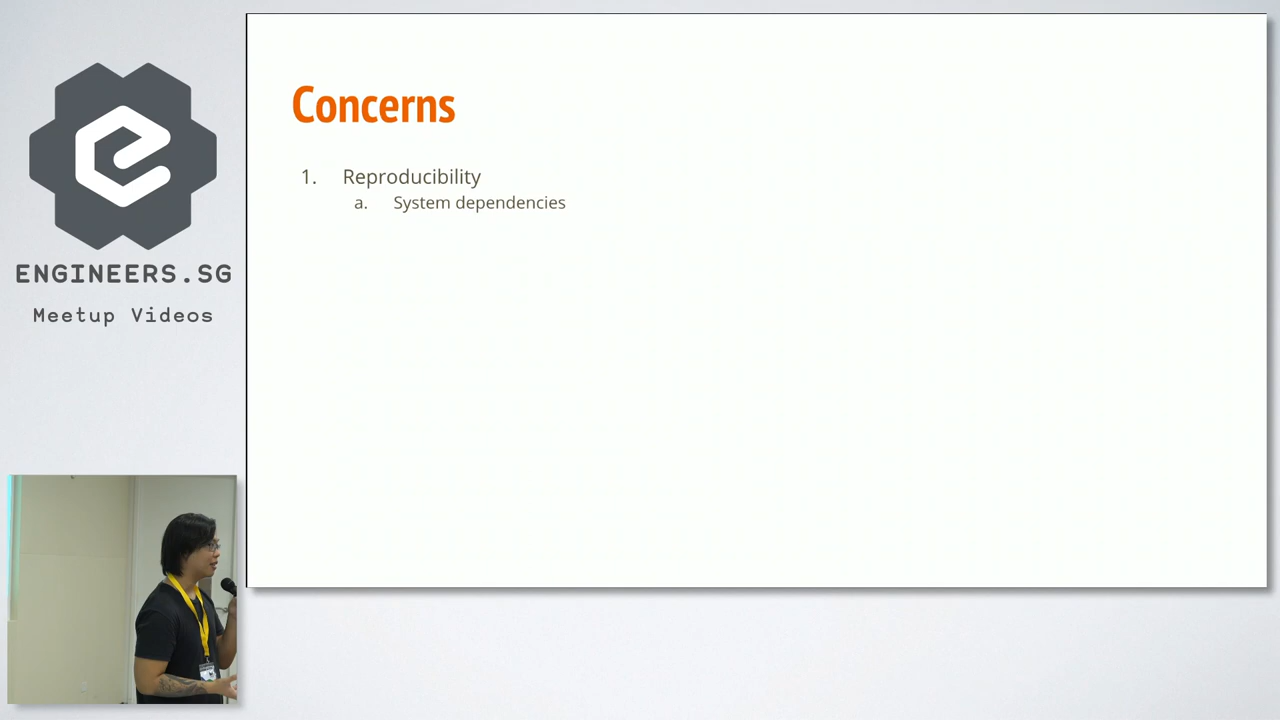 ENGINEERS.SG
Meetup Videos
Concerns
1. Reproducibility
a. System dependencies